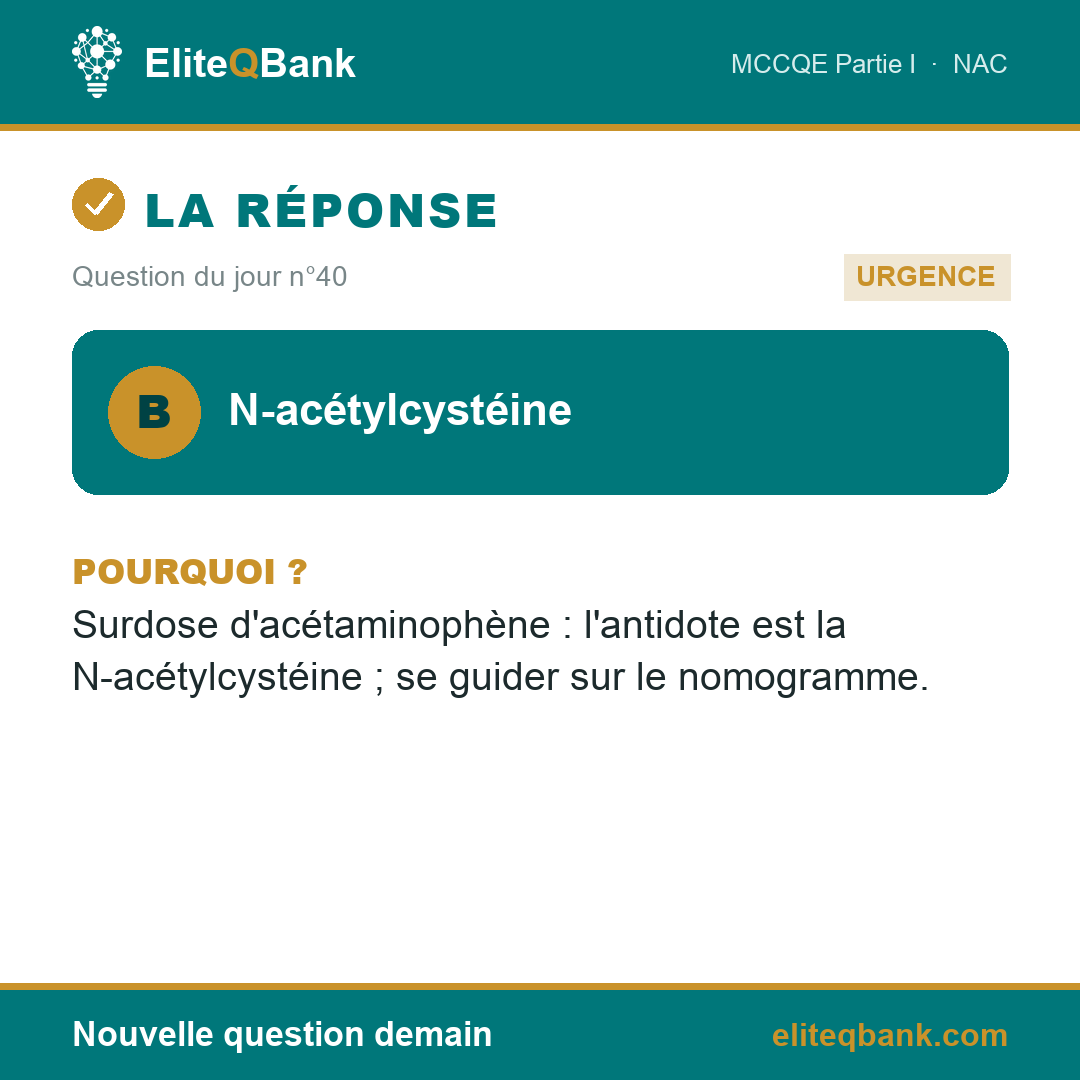 EliteQBank
MCCQE Partie I · NAC
LA RÉPONSE
Question du jour n°40
URGENCE
B
N-acétylcystéine
POURQUOI ?
Surdose d'acétaminophène : l'antidote est la
N-acétylcystéine ; se guider sur le nomogramme.
Nouvelle question demain
eliteqbank.com